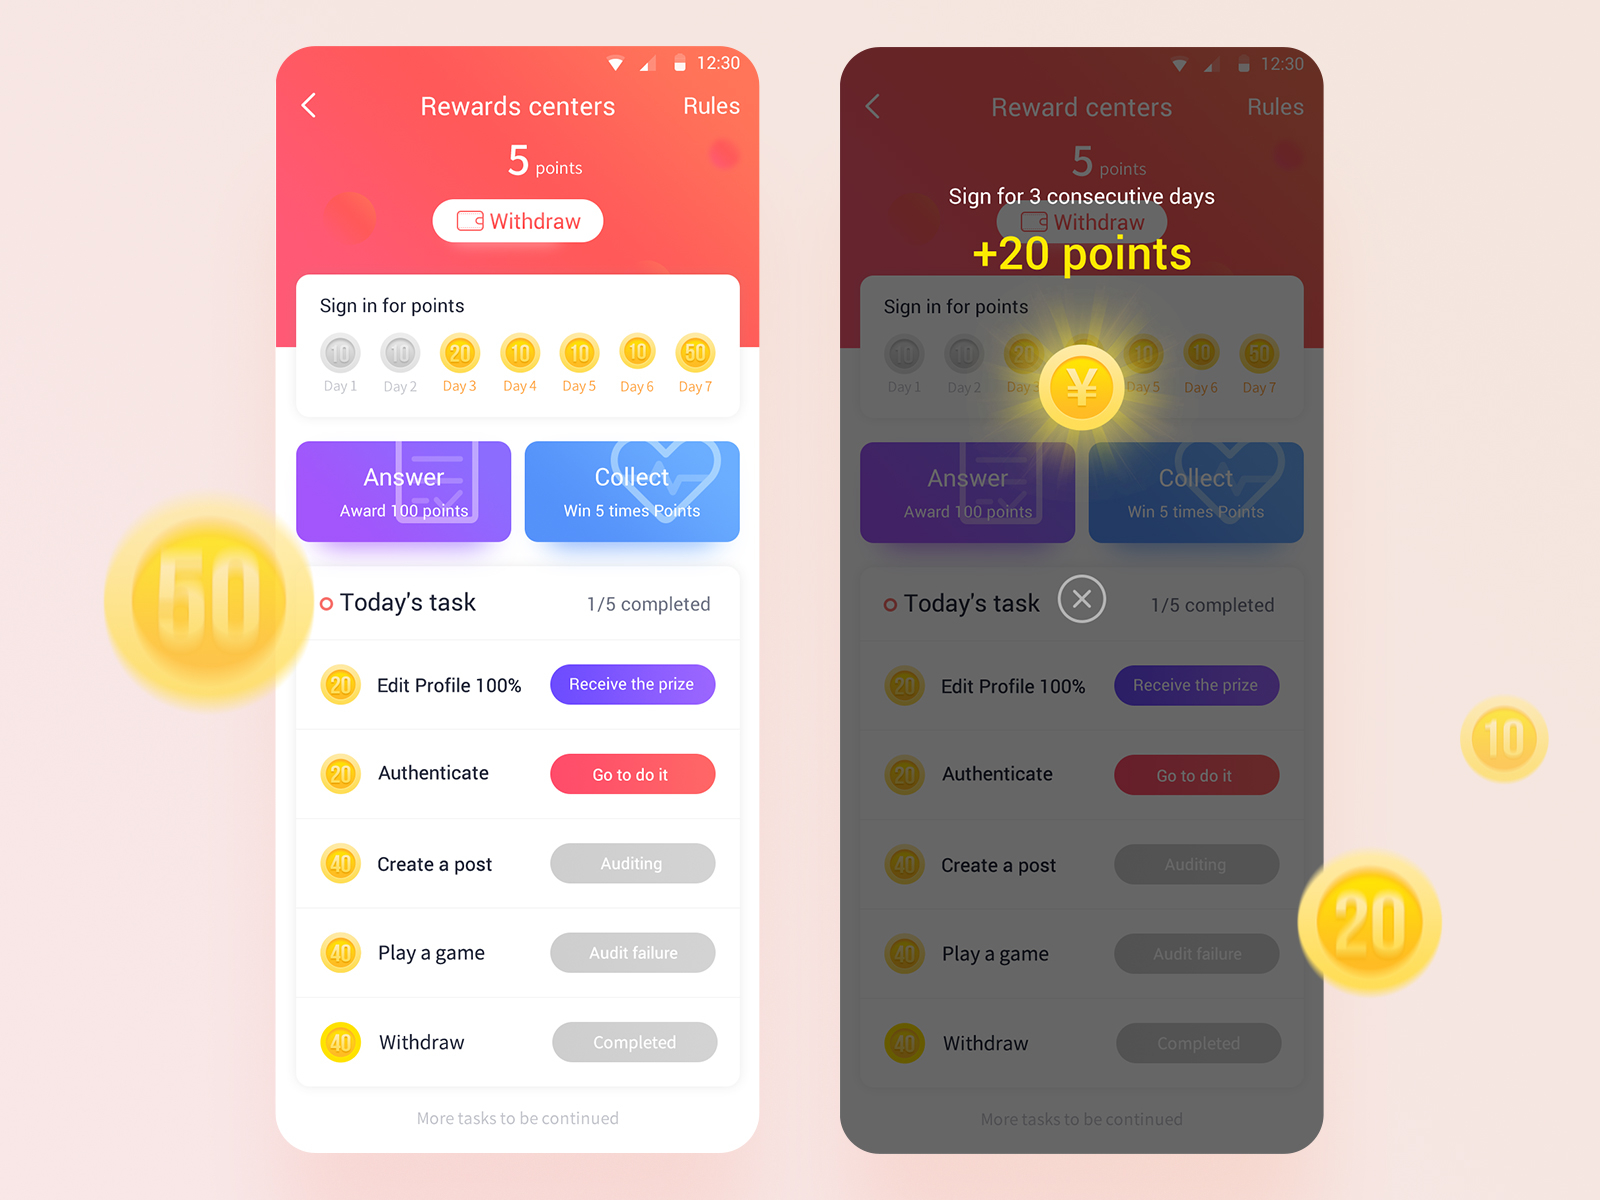 12:30
Rewards centers
Rules
5 points
Withdraw
Sign in for points
10 10 20 10 10 10 50
Day 1 Day 2 Day 3 Day 4 Day 5 Day 6 Day 7
Answer
Award 100 points
Collect
Win 5 times Points
Today's task
1/5 completed
20 Edit Profile 100% Receive the prize
20 Authenticate Go to do it
40 Create a post Auditing
40 Play a game Audit failure
40 Withdraw Completed
More tasks to be continued
50
12:30
Reward centers
Rules
5 points
Sign for 3 consecutive days
Withdraw
+20 points
Sign in for points
10 10 20 10 10 50
¥
Day 1 Day 2 Day 5 Day 6 Day 7
Answer
Award 100 points
Collect
Win 5 times Points
Today's task
1/5 completed
20 Edit Profile 100% Receive the prize
20 Authenticate Go to do it
40 Create a post Auditing
40 Play a game Audit failure
40 Withdraw Completed
More tasks to be continued
10
20